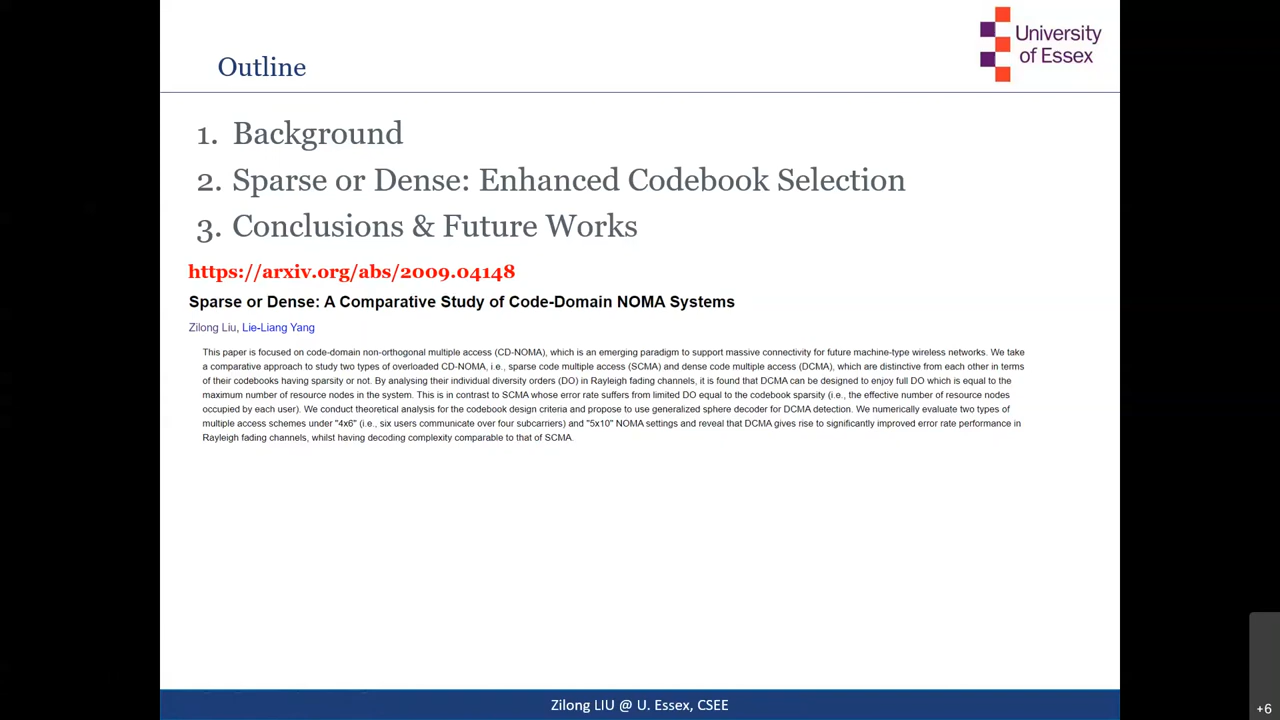 University
of Essex
Outline
1. Background
2. Sparse or Dense: Enhanced Codebook Selection
3. Conclusions & Future Works
https://arxiv.org/abs/2009.04148
Sparse or Dense: A Comparative Study of Code-Domain NOMA Systems
Zilong Liu, Lie-Liang Yang
This paper is focused on code-domain non-orthogonal multiple access (CD-NOMA), which is an emerging paradigm to support massive connectivity for future machine-type wireless networks. We take
a comparative approach to study two types of overloaded CD-NOMA, i.e., sparse code multiple access (SCMA) and dense code multiple access (DCMA), which are distinctive from each other in terms
of their codebooks having sparsity or not. By analysing their individual diversity orders (DO) in Rayleigh fading channels, it is found that DCMA can be designed to enjoy full DO which is equal to the
maximum number of resource nodes in the system. This is in contrast to SCMA whose error rate suffers from limited DO equal to the codebook sparsity (i.e., the effective number of resource nodes
occupied by each user). We conduct theoretical analysis for the codebook design criteria and propose to use generalized sphere decoder for DCMA detection. We numerically evaluate two types of
multiple access schemes under "4x6" (i.e., six users communicate over four subcarriers) and "5x10" NOMA settings and reveal that DCMA gives rise to significantly improved error rate performance in
Rayleigh fading channels, whilst having decoding complexity comparable to that of SCMA.
Zilong LIU @ U. Essex, CSEE
+6